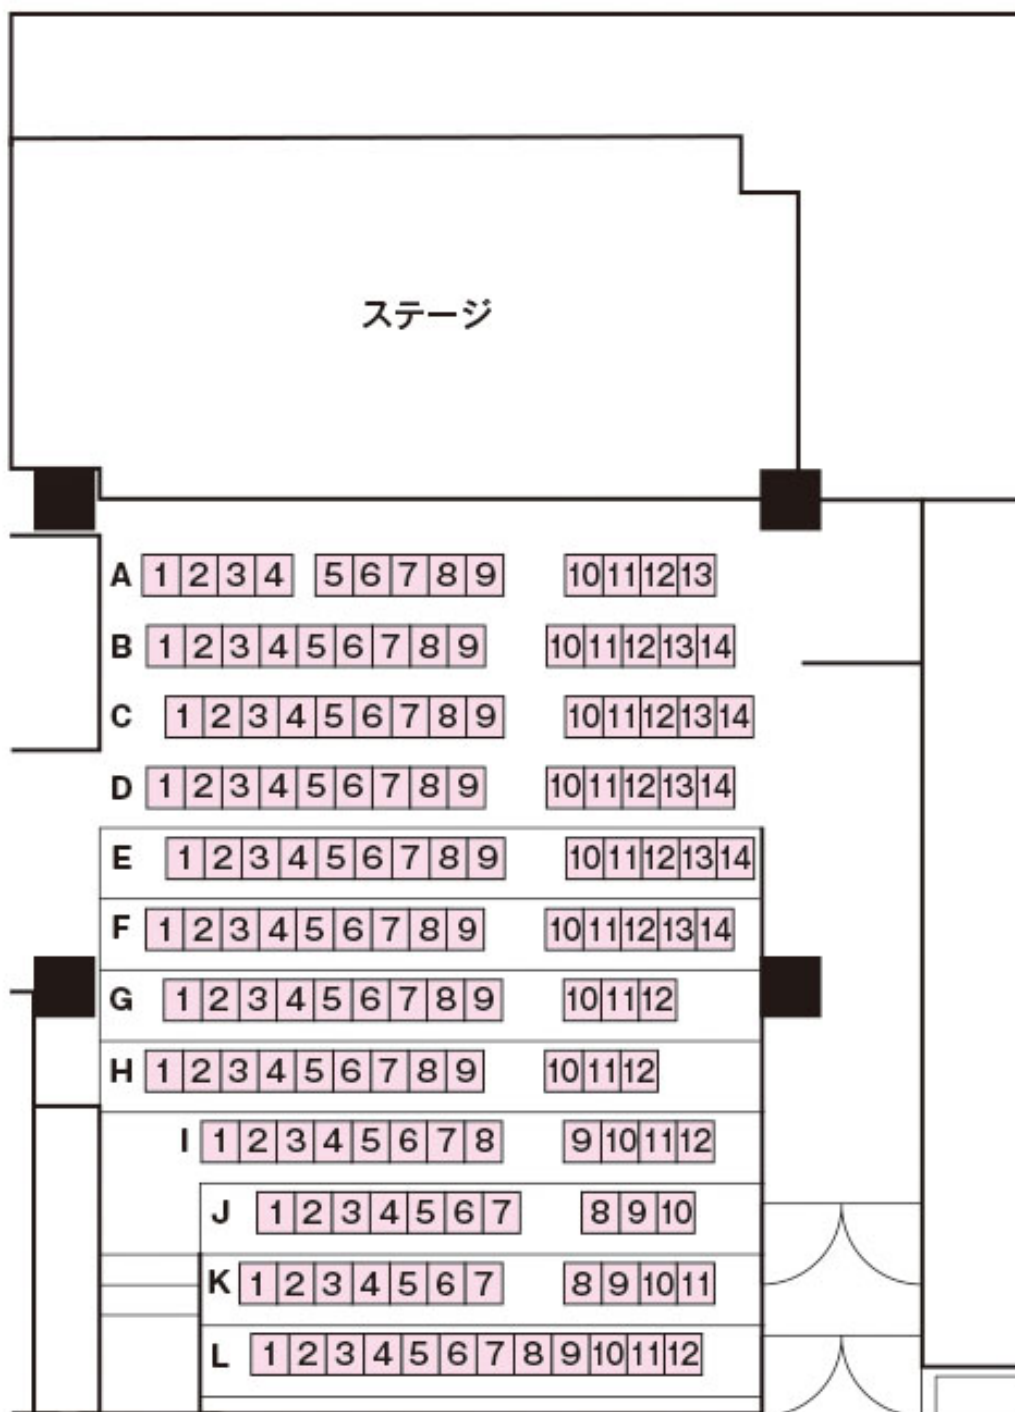 ステージ
A 1 2 3 4 5 6 7 8 9 10 11 12 13
B 1 2 3 4 5 6 7 8 9 10 11 12 13 14
C 1 2 3 4 5 6 7 8 9 10 11 12 13 14
D 1 2 3 4 5 6 7 8 9 10 11 12 13 14
E 1 2 3 4 5 6 7 8 9 10 11 12 13 14
F 1 2 3 4 5 6 7 8 9 10 11 12 13 14
G 1 2 3 4 5 6 7 8 9 10 11 12
H 1 2 3 4 5 6 7 8 9 10 11 12
I 1 2 3 4 5 6 7 8 9 10 11 12
J 1 2 3 4 5 6 7 8 9 10
K 1 2 3 4 5 6 7 8 9 10 11
L 1 2 3 4 5 6 7 8 9 10 11 12